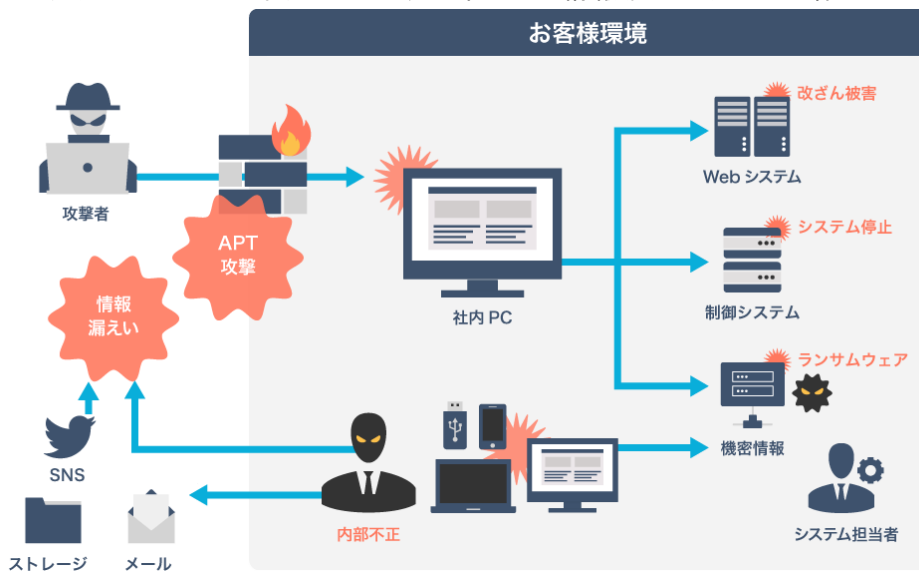 お客様環境
改ざん被害
Web システム
攻撃者
APT
攻撃
システム停止
情報
漏えい
社内 PC
制御システム
ランサムウェア
機密情報
SNS
内部不正
システム担当者
ストレージ
メール